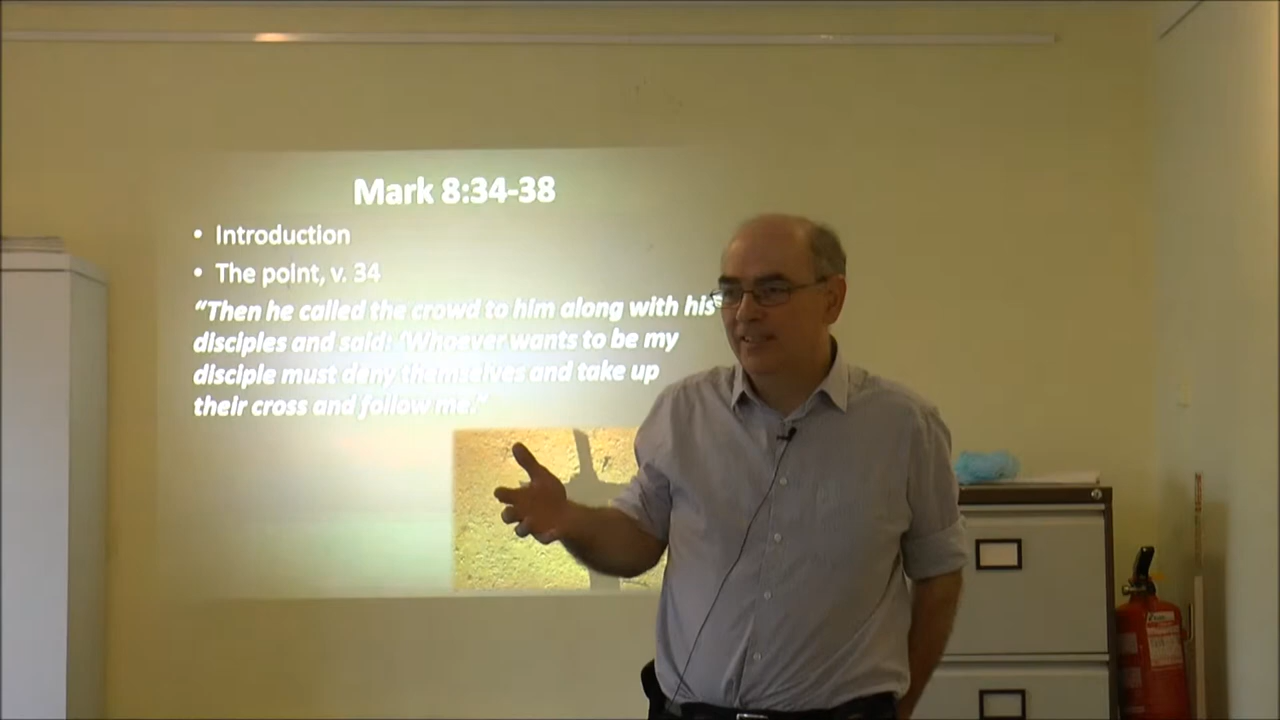 Mark 8:34-38
• Introduction
• The point, v. 34
“Then he called the crowd to him along with his
disciples and said: ‘Whoever wants to be my
disciple must deny themselves and take up
their cross and follow me.’”